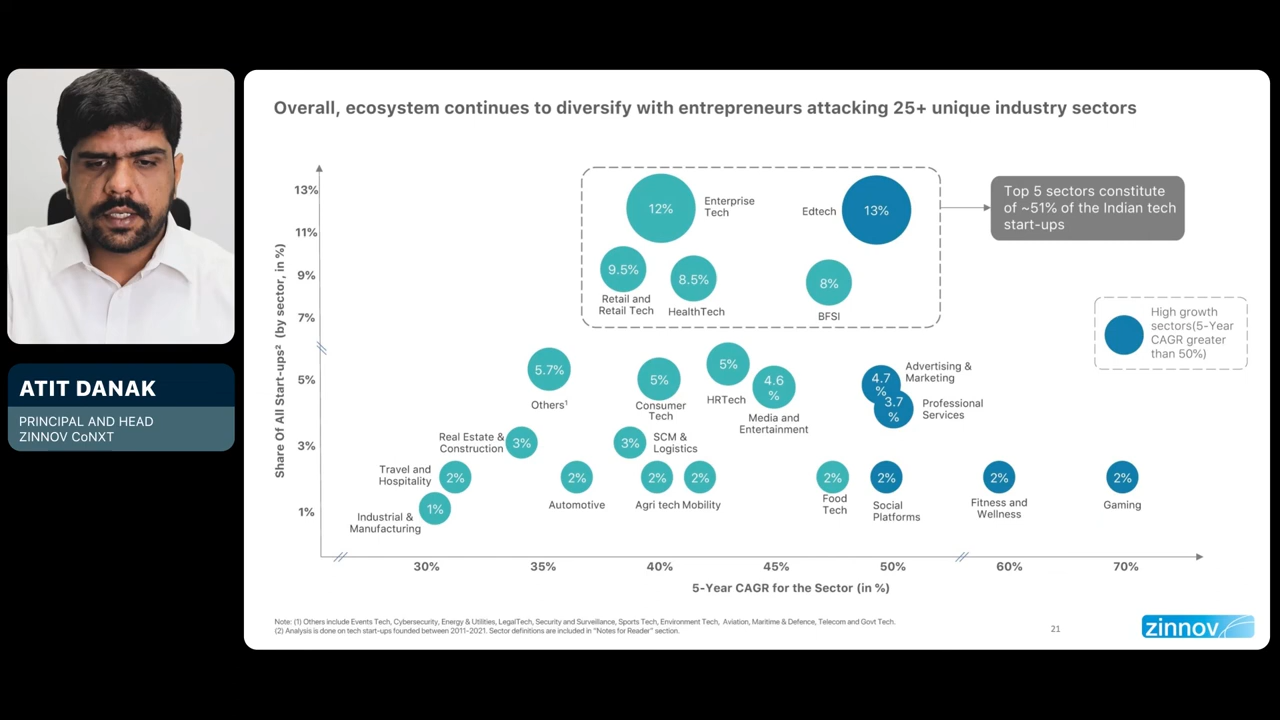 Overall, ecosystem continues to diversify with entrepreneurs attacking 25+ unique industry sectors
ATIT DANAK
PRINCIPAL AND HEAD
ZINNOV CoNXT
Share Of All Start-ups² (by sector, in %)
13%
11%
9%
7%
5%
3%
1%
12%
Enterprise
Tech
Edtech
13%
9.5%
Retail and
Retail Tech
8.5%
HealthTech
8%
BFSI
Top 5 sectors constitute
of ~51% of the Indian tech
start-ups
High growth
sectors(5-Year
CAGR greater
than 50%)
5.7%
Others¹
5%
Consumer
Tech
5%
HRTech
4.6
%
Media and
Entertainment
4.7
%
Advertising &
Marketing
3.7
%
Professional
Services
Real Estate &
Construction
3%
3%
SCM &
Logistics
Travel and
Hospitality
2%
Industrial &
Manufacturing
1%
2%
Automotive
2%
Agri tech
2%
Mobility
2%
Food
Tech
2%
Social
Platforms
2%
Fitness and
Wellness
2%
Gaming
30%
35%
40%
45%
50%
60%
70%
5-Year CAGR for the Sector (in %)
Note: (1) Others include Events Tech, Cybersecurity, Energy & Utilities, LegalTech, Security and Surveillance, Sports Tech, Environment Tech, Aviation, Maritime & Defence, Telecom and Govt Tech.
(2) Analysis is done on tech start-ups founded between 2011-2021. Sector definitions are included in "Notes for Reader" section.
21
zinnov